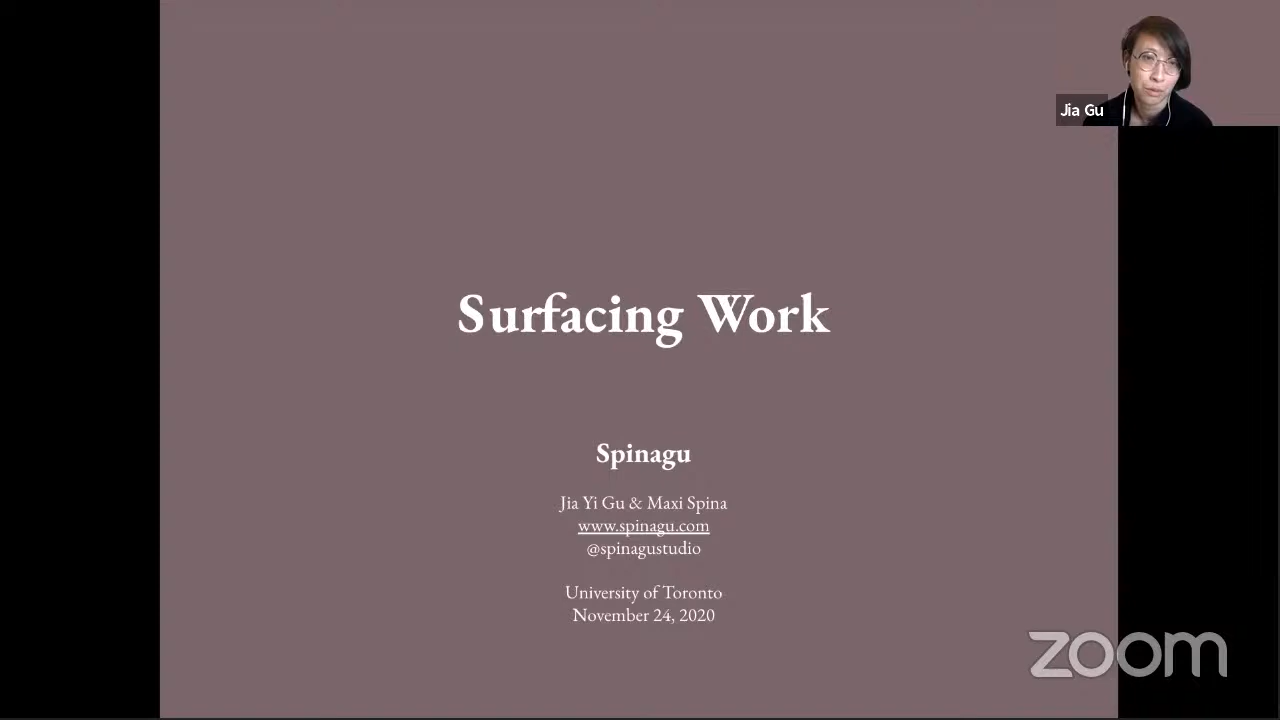 Jia Gu
Surfacing Work
Spinagu
Jia Yi Gu & Maxi Spina
www.spinagu.com
@spinagustudio
University of Toronto
November 24, 2020
zoom